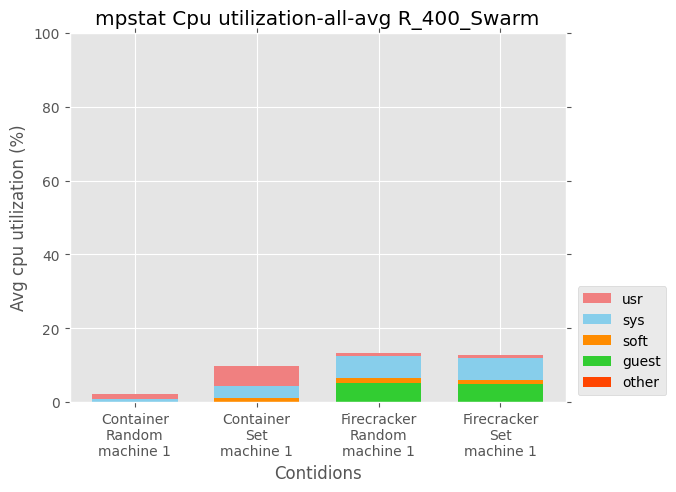 mpstat Cpu utilization-all-avg R_400_Swarm
Avg cpu utilization (%)
100
80
60
40
20
0
usr
sys
soft
guest
other
Container
Random
machine 1
Container
Set
machine 1
Firecracker
Random
machine 1
Firecracker
Set
machine 1
Contidions